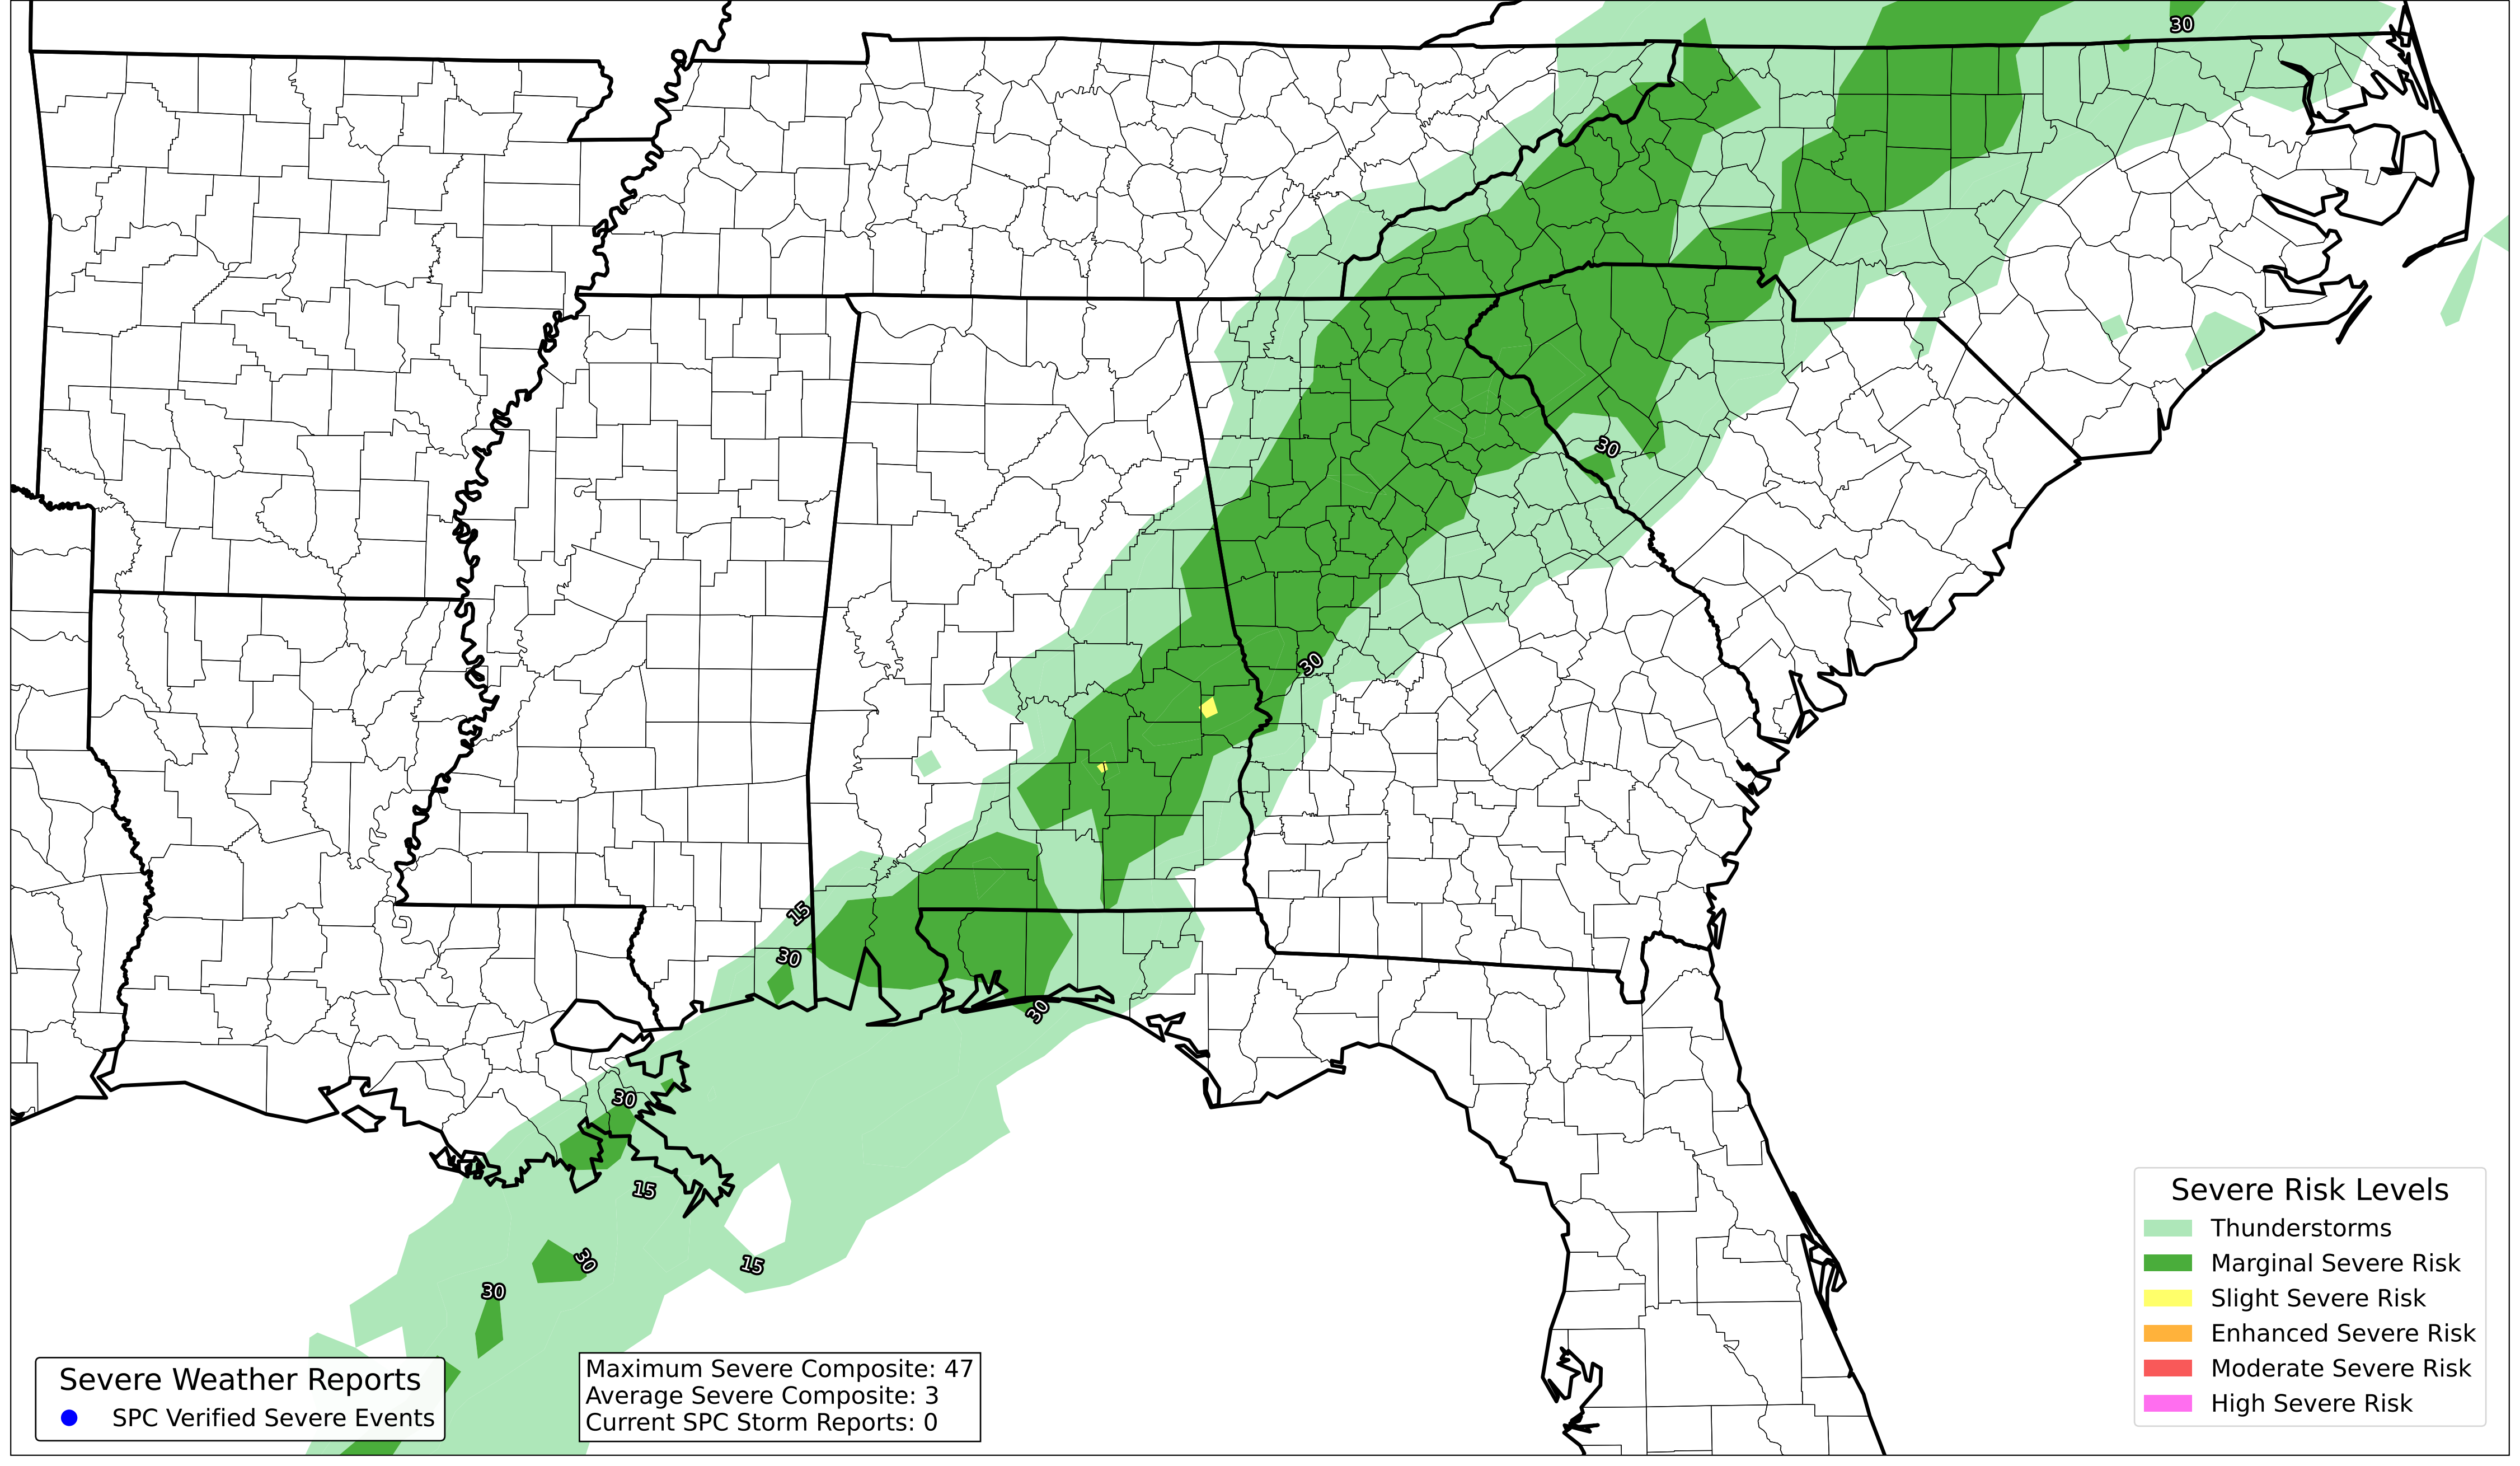 30
30
30
15
30
30
30
15
30
15
30
Severe Risk Levels
Thunderstorms
Marginal Severe Risk
Slight Severe Risk
Enhanced Severe Risk
Moderate Severe Risk
High Severe Risk
Severe Weather Reports
SPC Verified Severe Events
Maximum Severe Composite: 47
Average Severe Composite: 3
Current SPC Storm Reports: 0